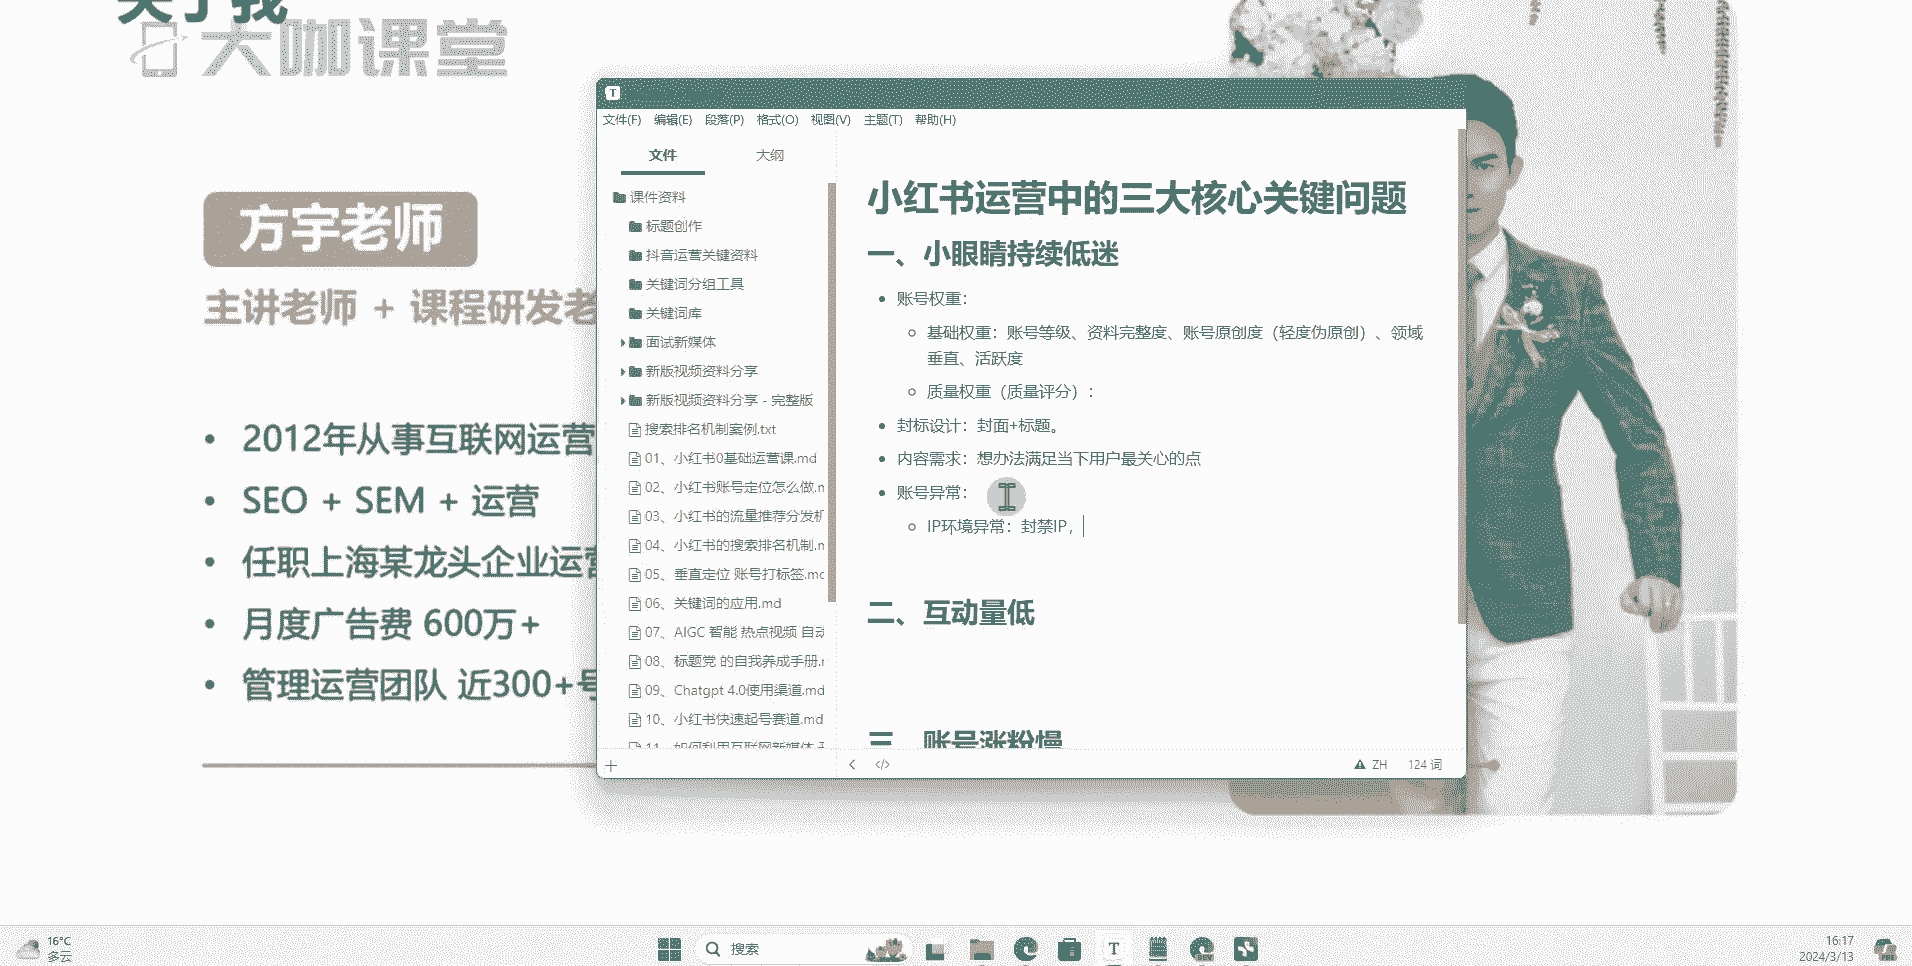 关于我
大咖课堂
方宇老师
主讲老师 + 课程研发老
2012年从事互联网运营
SEO + SEM + 运营
任职上海某龙头企业运营
月度广告费 600万+
管理运营团队 近300+号
T
文件(F) 编辑(E) 段落(P) 格式(O) 视图(V) 主题(T) 帮助(H)
文件 大纲
课件资料
标题创作
抖音运营关键资料
关键词分组工具
关键词库
面试新媒体
新版视频资料分享
新版视频资料分享 - 完整版
搜索排名机制案例.txt
01、小红书0基础运营课.md
02、小红书账号定位怎么做.m
03、小红书的流量推荐分发机
04、小红书的搜索排名机制.m
05、垂直定位 账号打标签.md
06、关键词的应用.md
07、AIGC 智能 热点视频 自动
08、标题党 的自我养成手册.m
09、Chatgpt 4.0使用渠道.md
10、小红书快速起号赛道.md
11、如何利用互联网新媒体
小红书运营中的三大核心关键问题
一、小眼睛持续低迷
账号权重：
基础权重：账号等级、资料完整度、账号原创度（轻度伪原创）、领域
垂直、活跃度
质量权重（质量评分）：
封标设计：封面+标题。
内容需求：想办法满足当下用户最关心的点
账号异常：
IP环境异常：封禁IP，
二、互动量低
三、账号涨粉慢
</> ZH 124 词
16°C
多云
搜索
T
DEV
16:17
2024/3/13
PRE